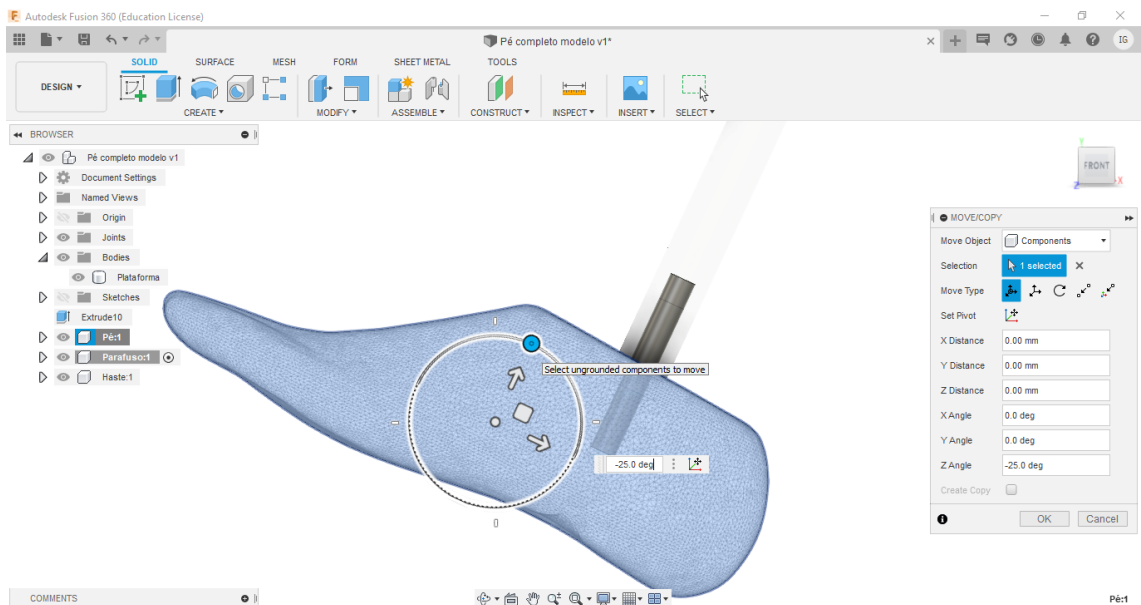 Autodesk Fusion 360 (Education License)
Pé completo modelo v1*
IG
SOLID SURFACE MESH FORM SHEET METAL TOOLS
DESIGN
CREATE MODIFY ASSEMBLE CONSTRUCT INSPECT INSERT SELECT
BROWSER
Pé completo modelo v1
Document Settings
Named Views
Origin
Joints
Bodies
Plataforma
Sketches
Extrude10
Pé:1
Parafuso:1
Haste:1
Y
FRONT
Z X
Select ungrounded components to move
-25.0 deg
MOVE/COPY
Move Object Components
Selection 1 selected
Move Type
Set Pivot
X Distance 0.00 mm
Y Distance 0.00 mm
Z Distance 0.00 mm
X Angle 0.0 deg
Y Angle 0.0 deg
Z Angle -25.0 deg
Create Copy
OK Cancel
COMMENTS
Pé:1